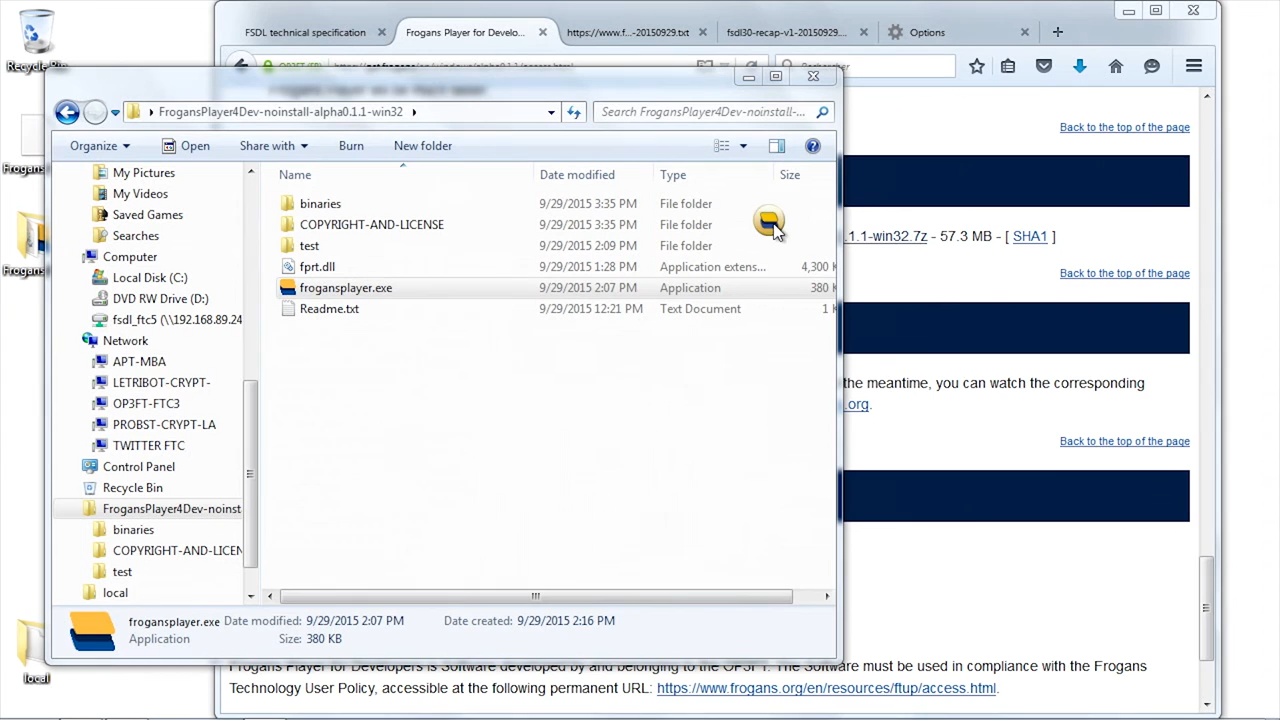 FSDL technical specification
Frogans Player for Develo...
https://www.f...-20150929.txt
fsdl30-recap-v1-20150929....
Options
Recycle Bin
FrogansPlayer4Dev-noinstall-alpha0.1.1-win32
Search FrogansPlayer4Dev-noinstall-...
Organize
Open
Share with
Burn
New folder
Name
Date modified
Type
Size
My Pictures
My Videos
Saved Games
Searches
Computer
Local Disk (C:)
DVD RW Drive (D:)
fsdl_ftc5 (\\192.168.89.24
Network
APT-MBA
LETRIBOT-CRYPT-
OP3FT-FTC3
PROBST-CRYPT-LA
TWITTER FTC
Control Panel
Recycle Bin
FrogansPlayer4Dev-noinst
binaries
COPYRIGHT-AND-LICEN
test
local
binaries 9/29/2015 3:35 PM File folder
COPYRIGHT-AND-LICENSE 9/29/2015 3:35 PM File folder
test 9/29/2015 2:09 PM File folder
fprt.dll 9/29/2015 1:28 PM Application extens... 4,300 K
frogansplayer.exe 9/29/2015 2:07 PM Application 380 K
Readme.txt 9/29/2015 12:21 PM Text Document 1 K
frogansplayer.exe Date modified: 9/29/2015 2:07 PM Date created: 9/29/2015 2:16 PM
Application Size: 380 KB
Frogans
Frogans
local
Back to the top of the page
.1.1-win32.7z - 57.3 MB - [ SHA1 ]
Back to the top of the page
the meantime, you can watch the corresponding
.org.
Back to the top of the page
Frogans Player for Developers is Software developed by and belonging to the OP3FT. The Software must be used in compliance with the Frogans
Technology User Policy, accessible at the following permanent URL: https://www.frogans.org/en/resources/ftup/access.html.